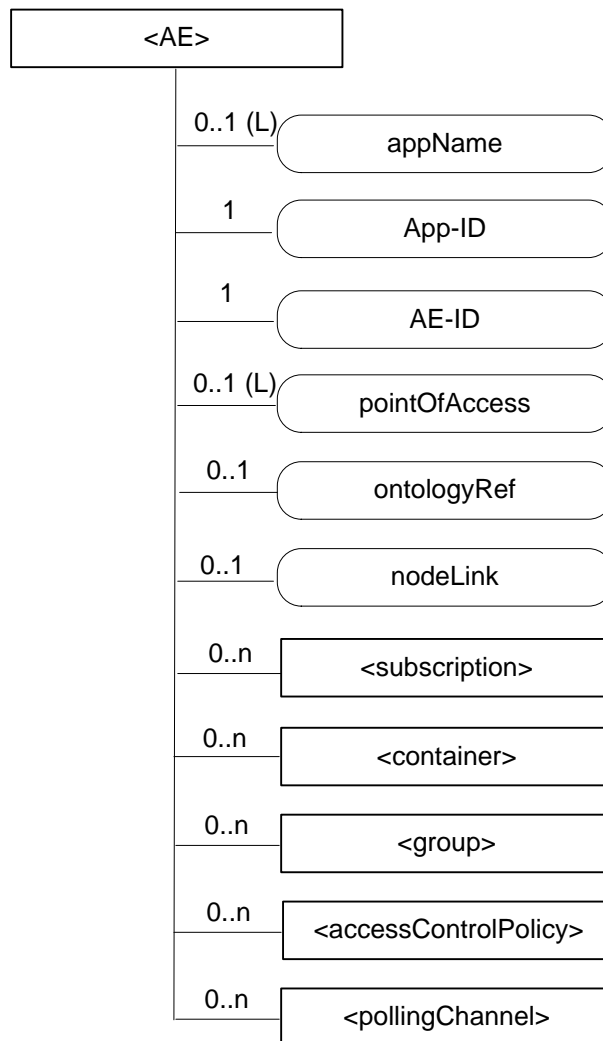 <AE>
0..1 (L)
appName
1
App-ID
1
AE-ID
0..1 (L)
pointOfAccess
0..1
ontologyRef
0..1
nodeLink
0..n
<subscription>
0..n
<container>
0..n
<group>
0..n
<accessControlPolicy>
0..n
<pollingChannel>